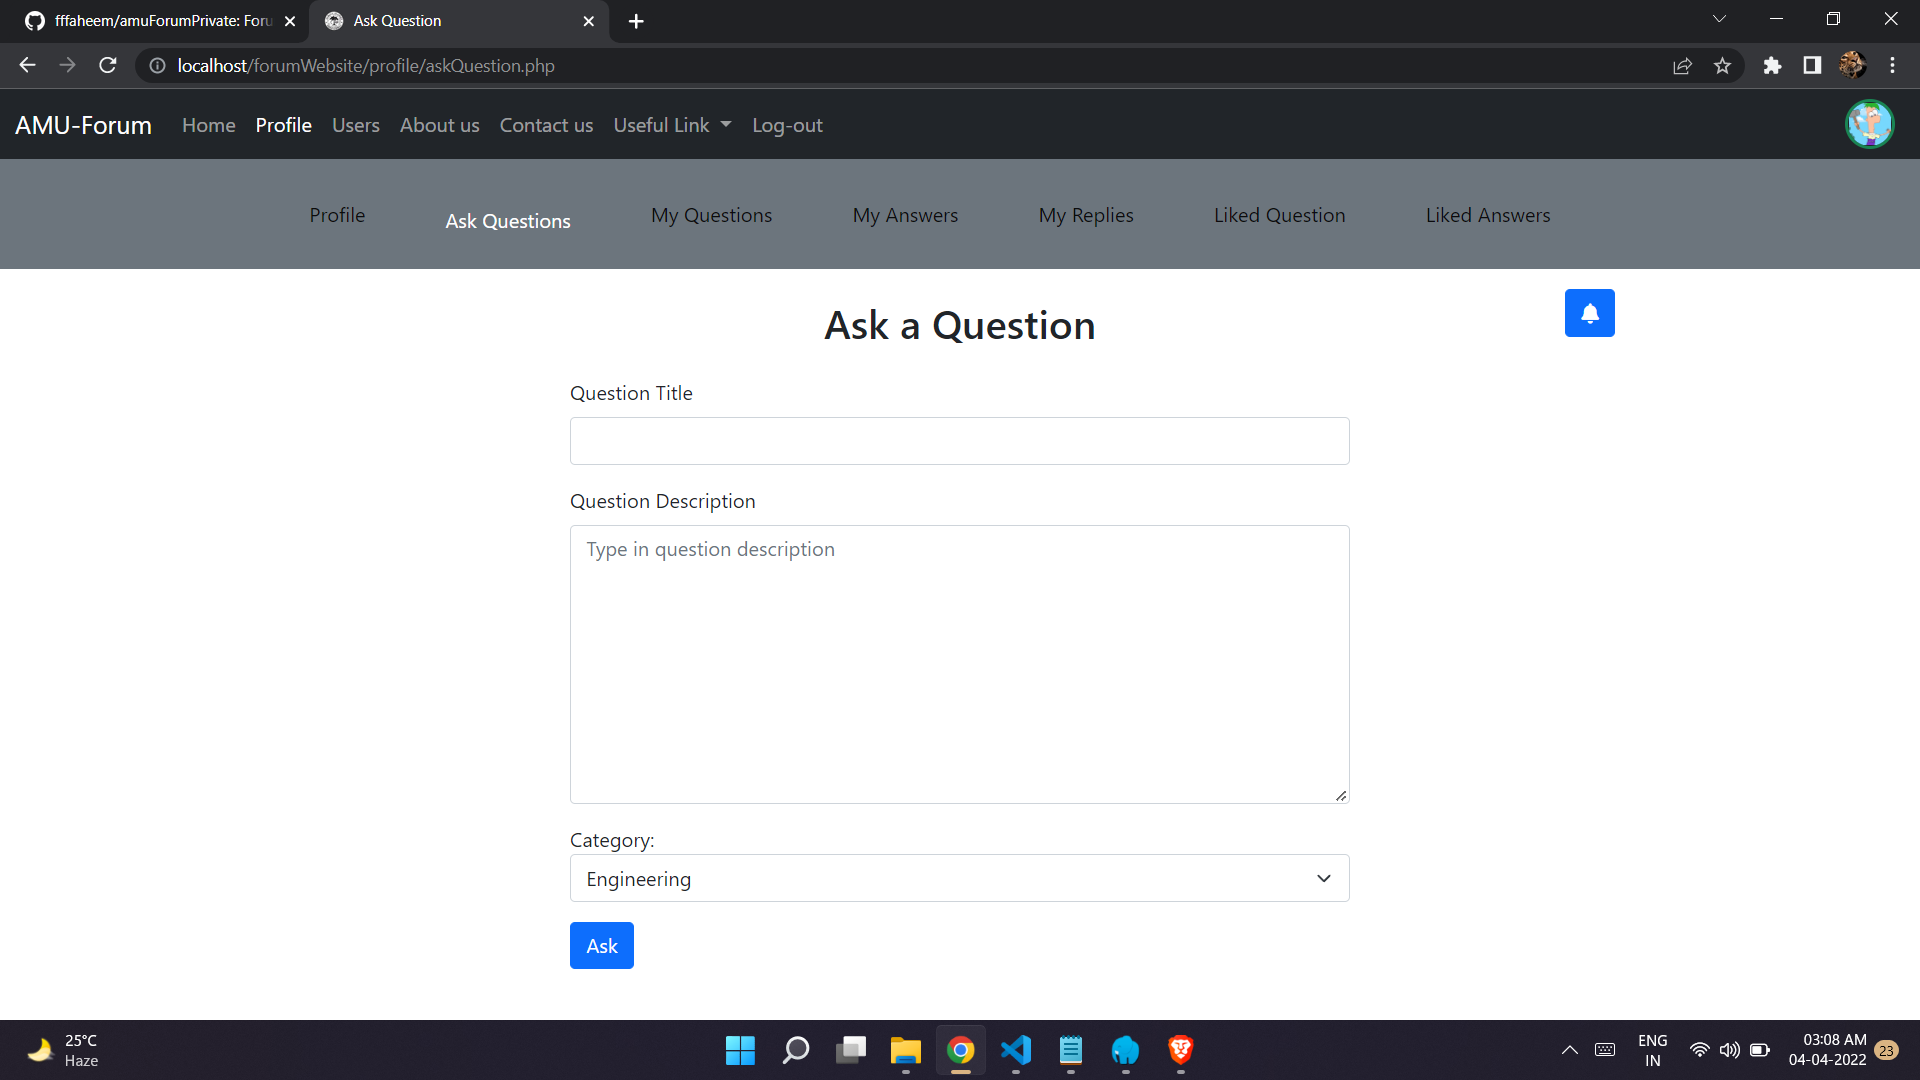 fffaheem/amuForumPrivate: Foru
Ask Question
localhost/forumWebsite/profile/askQuestion.php
AMU-Forum Home Profile Users About us Contact us Useful Link Log-out
Profile Ask Questions My Questions My Answers My Replies Liked Question Liked Answers
Ask a Question
Question Title
Question Description
Type in question description
Category:
Engineering
Ask
25°C
Haze
ENG
IN
03:08 AM
04-04-2022
23